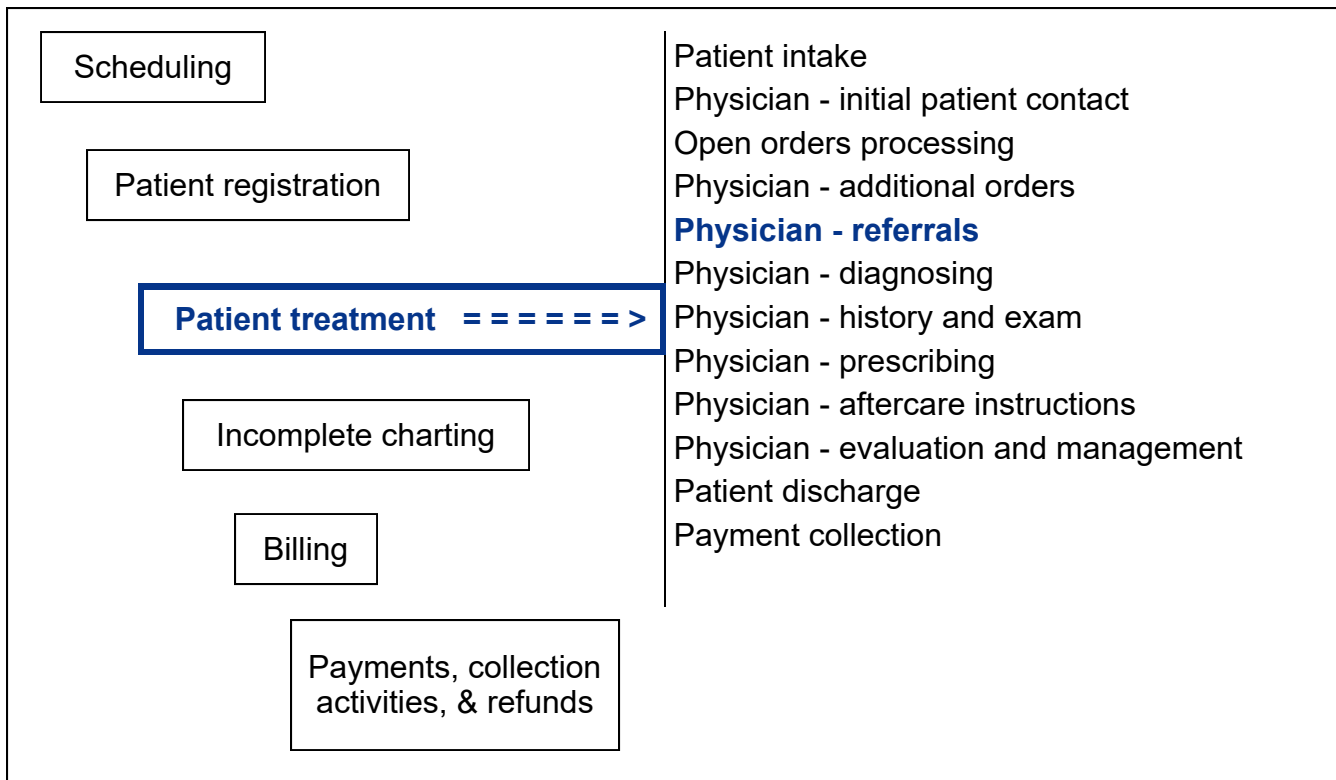 Scheduling
Patient registration
Patient treatment = = = = = = >
Incomplete charting
Billing
Payments, collection
activities, & refunds
Patient intake
Physician - initial patient contact
Open orders processing
Physician - additional orders
Physician - referrals
Physician - diagnosing
Physician - history and exam
Physician - prescribing
Physician - aftercare instructions
Physician - evaluation and management
Patient discharge
Payment collection